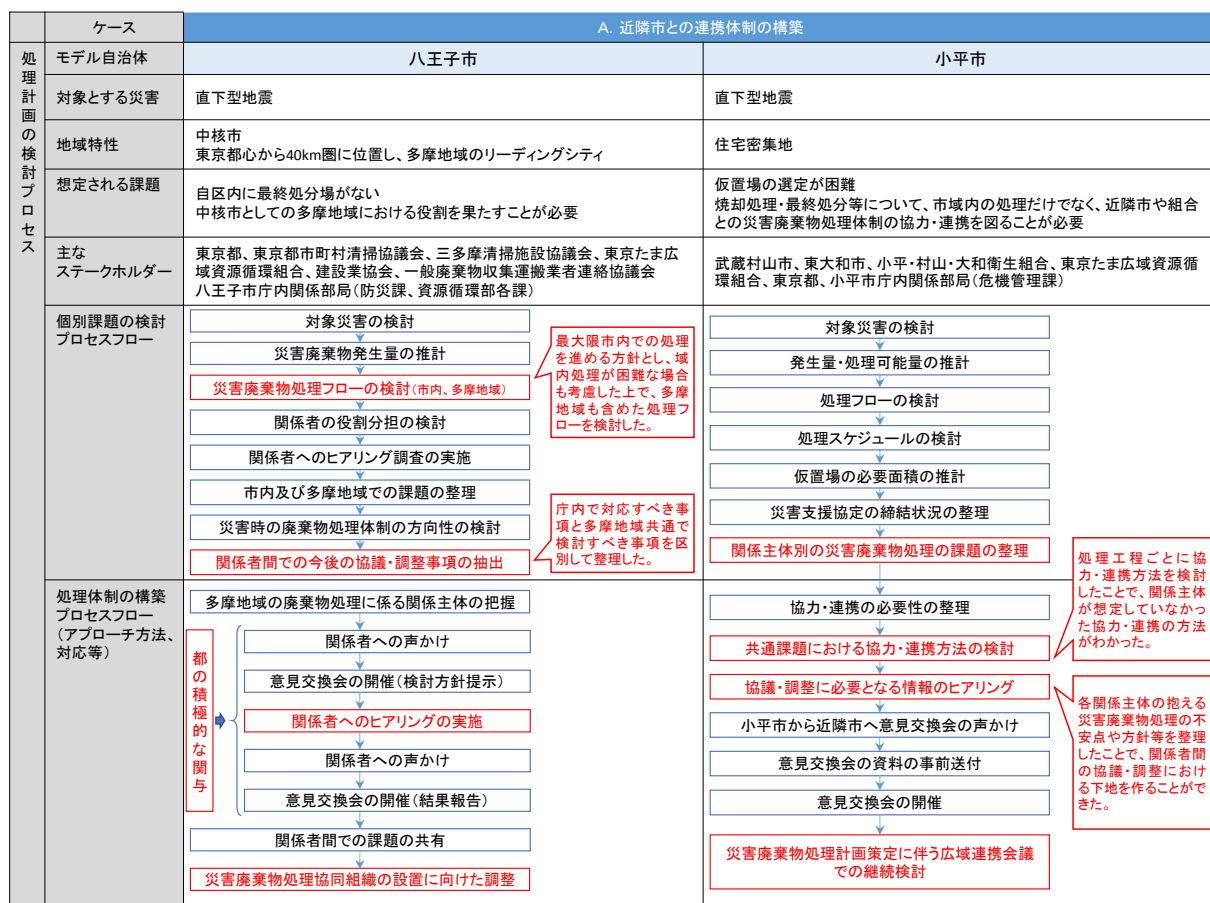 ケース
A. 近隣市との連携体制の構築
処理計画の検討プロセス
モデル自治体
八王子市
小平市
対象とする災害
直下型地震
直下型地震
地域特性
中核市
東京都心から40km圏に位置し、多摩地域のリーディングシティ
住宅密集地
想定される課題
自区内に最終処分場がない
中核市としての多摩地域における役割を果たすことが必要
仮置場の選定が困難
焼却処理・最終処分等について、市域内の処理だけでなく、近隣市や組合
との災害廃棄物処理体制の協力・連携を図ることが必要
主な
ステークホルダー
東京都、東京都市町村清掃協議会、三多摩清掃施設協議会、東京たま広
域資源循環組合、建設業協会、一般廃棄物収集運搬業者連絡協議会
八王子市庁内関係部局(防災課、資源循環部各課)
武蔵村山市、東大和市、小平・村山・大和衛生組合、東京たま広域資源循
環組合、東京都、小平市庁内関係部局(危機管理課)
個別課題の検討
プロセスフロー
対象災害の検討
災害廃棄物発生量の推計
災害廃棄物処理フローの検討(市内、多摩地域)
関係者の役割分担の検討
関係者へのヒアリング調査の実施
市内及び多摩地域での課題の整理
災害時の廃棄物処理体制の方向性の検討
関係者間での今後の協議・調整事項の抽出
最大限市内での処理
を進める方針とし、域
内処理が困難な場合
も考慮した上で、多摩
地域も含めた処理フ
ローを検討した。
庁内で対応すべき事
項と多摩地域共通で
検討すべき事項を区
別して整理した。
対象災害の検討
発生量・処理可能量の推計
処理フローの検討
処理スケジュールの検討
仮置場の必要面積の推計
災害支援協定の締結状況の整理
関係主体別の災害廃棄物処理の課題の整理
処理体制の構築
プロセスフロー
(アプローチ方法、
対応等)
多摩地域の廃棄物処理に係る関係主体の把握
都の積極的な関与
関係者への声かけ
意見交換会の開催(検討方針提示)
関係者へのヒアリングの実施
関係者への声かけ
意見交換会の開催(結果報告)
関係者間での課題の共有
災害廃棄物処理協同組織の設置に向けた調整
協力・連携の必要性の整理
共通課題における協力・連携方法の検討
協議・調整に必要となる情報のヒアリング
小平市から近隣市へ意見交換会の声かけ
意見交換会の資料の事前送付
意見交換会の開催
災害廃棄物処理計画策定に伴う広域連携会議
での継続検討
処理工程ごとに協
力・連携方法を検討
したことで、関係主体
が想定していなかっ
た協力・連携の方法
がわかった。
各関係主体の抱える
災害廃棄物処理の不
安点や方針等を整理
したことで、関係者間
の協議・調整におけ
る下地を作ることがで
きた。